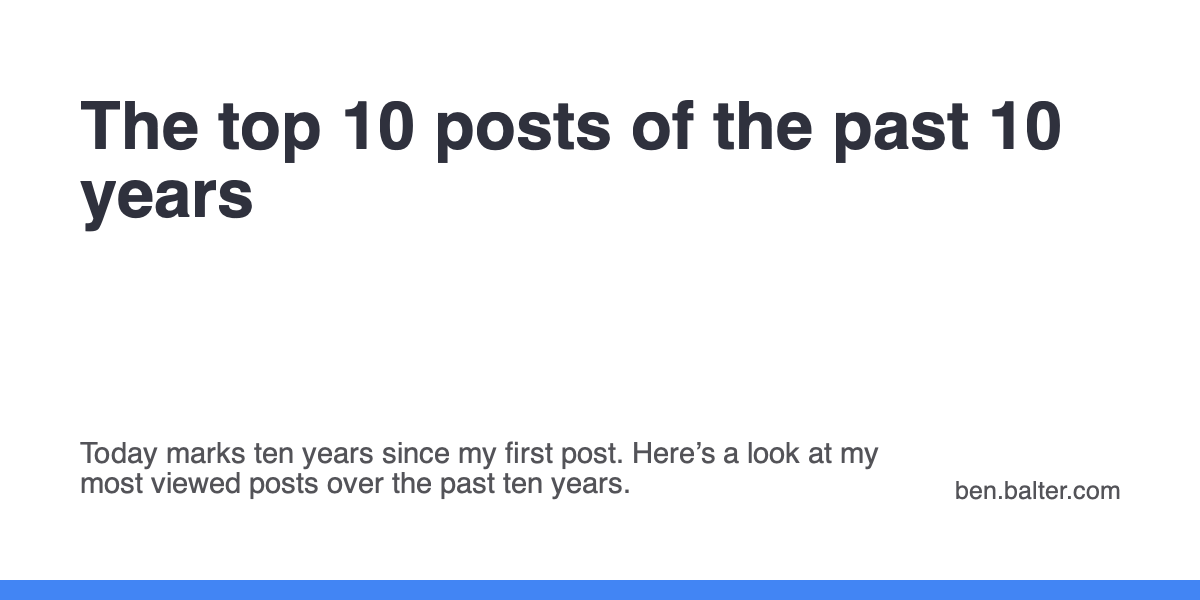 The top 10 posts of the past 10
years
Today marks ten years since my first post. Here’s a look at my
most viewed posts over the past ten years.
ben.balter.com